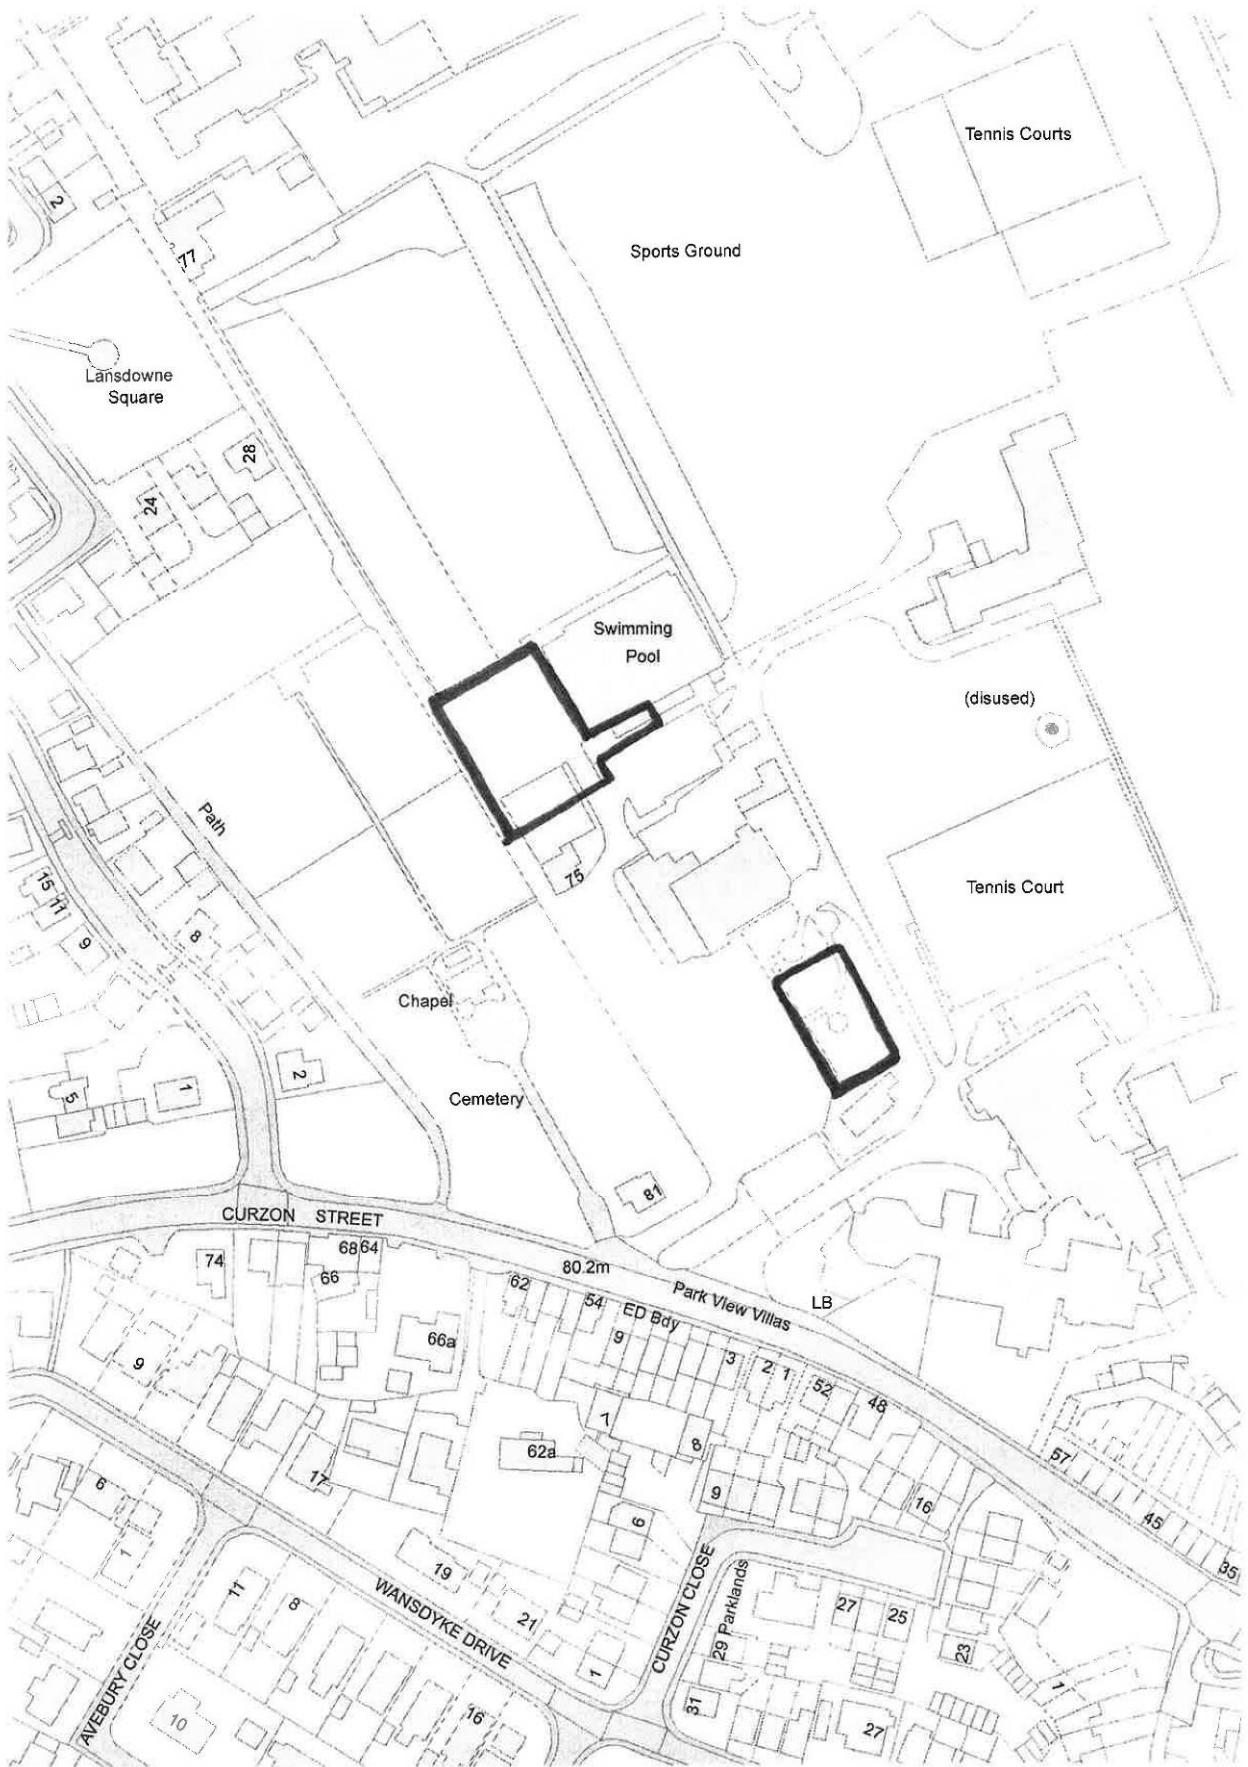 Tennis Courts
2
Sports Ground
77
Lansdowne
Square
28
24
Swimming
Pool
(disused)
Path
15
11
9
8
75
Tennis Court
Chapel
2
1
5
Cemetery
81
CURZON STREET
74
68
64
66
80.2m
62
54
ED Bdy
Park View Villas
LB
66a
9
9
3
2
1
52
48
7
8
62a
57
17
6
9
16
45
6
1
35
19
CURZON CLOSE
WANSDYKE DRIVE
11
8
21
29 Parklands
27
25
23
AVEBURY CLOSE
1
1
31
10
16
27